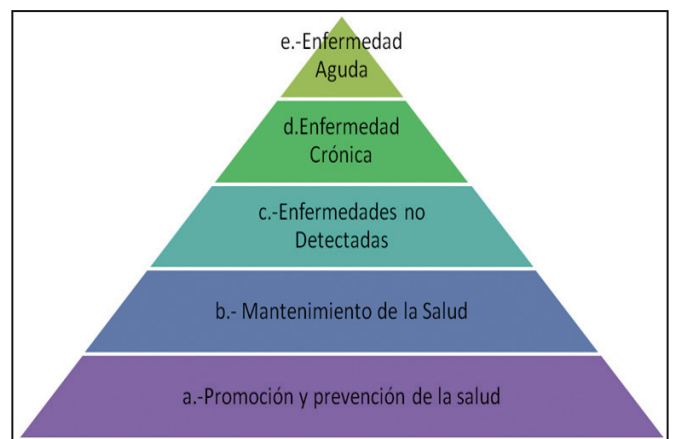 e.-Enfermedad
Aguda
d.Enfermedad
Crónica
c.-Enfermedades no
Detectadas
b.- Mantenimiento de la Salud
a.-Promoción y prevención de la salud